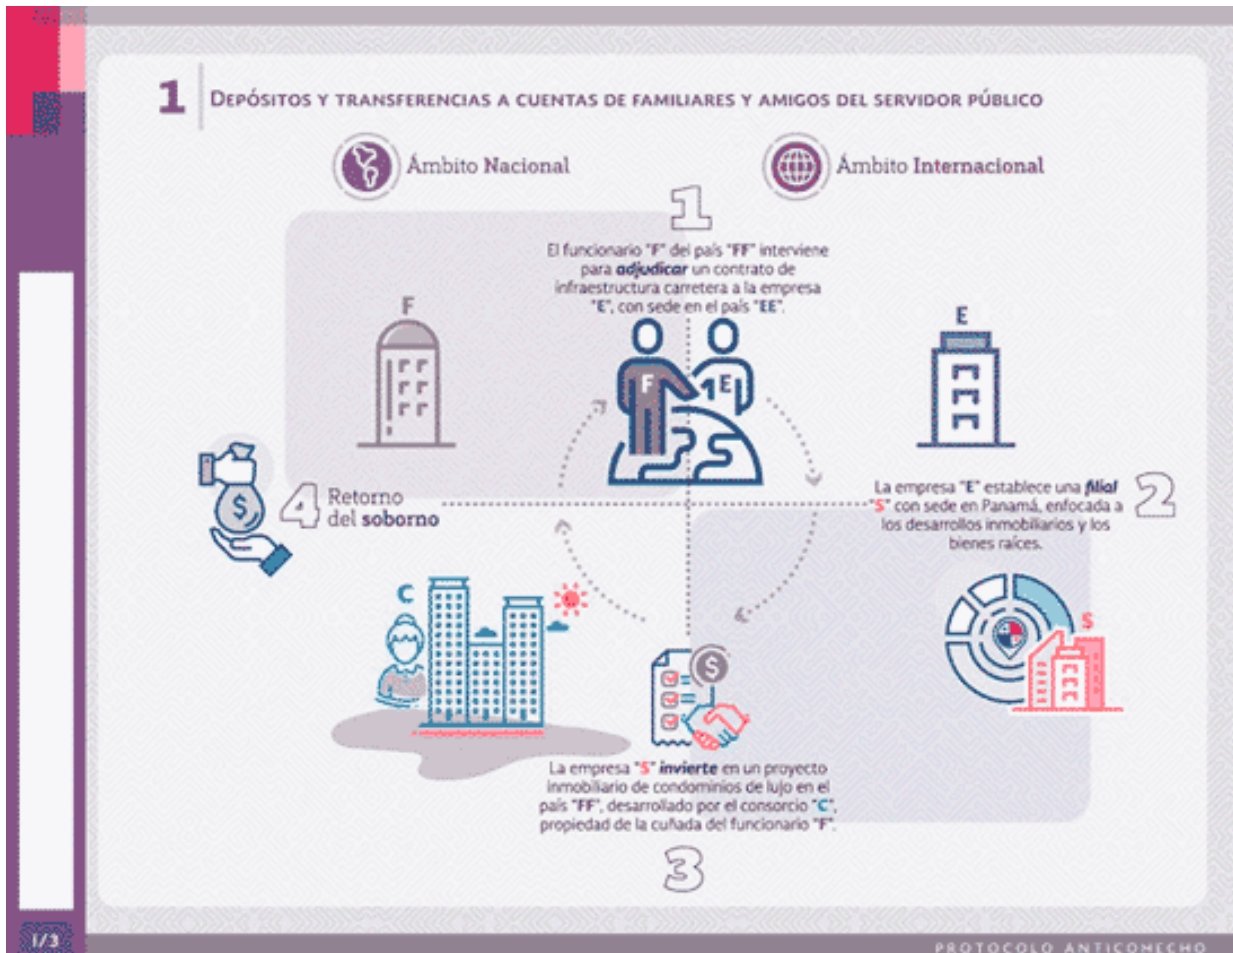 1 DEPÓSITOS Y TRANSFERENCIAS A CUENTAS DE FAMILIARES Y AMIGOS DEL SERVIDOR PÚBLICO
Ámbito Nacional
Ámbito Internacional
1
El funcionario "F" del país "FF" interviene
para adjudicar un contrato de
infraestructura carretera a la empresa
"E", con sede en el país "EE".
F
E
F
E
La empresa "E" establece una filial
"S" con sede en Panamá, enfocada a
los desarrollos inmobiliarios y los
bienes raíces.
2
4
Retorno
del soborno
$
C
S
$
La empresa "S" invierte en un proyecto
inmobiliario de condominios de lujo en el
país "FF", desarrollado por el consorcio "C",
propiedad de la cuñada del funcionario "F".
3
1/3
PROTOCOLO ANTICOHECHO